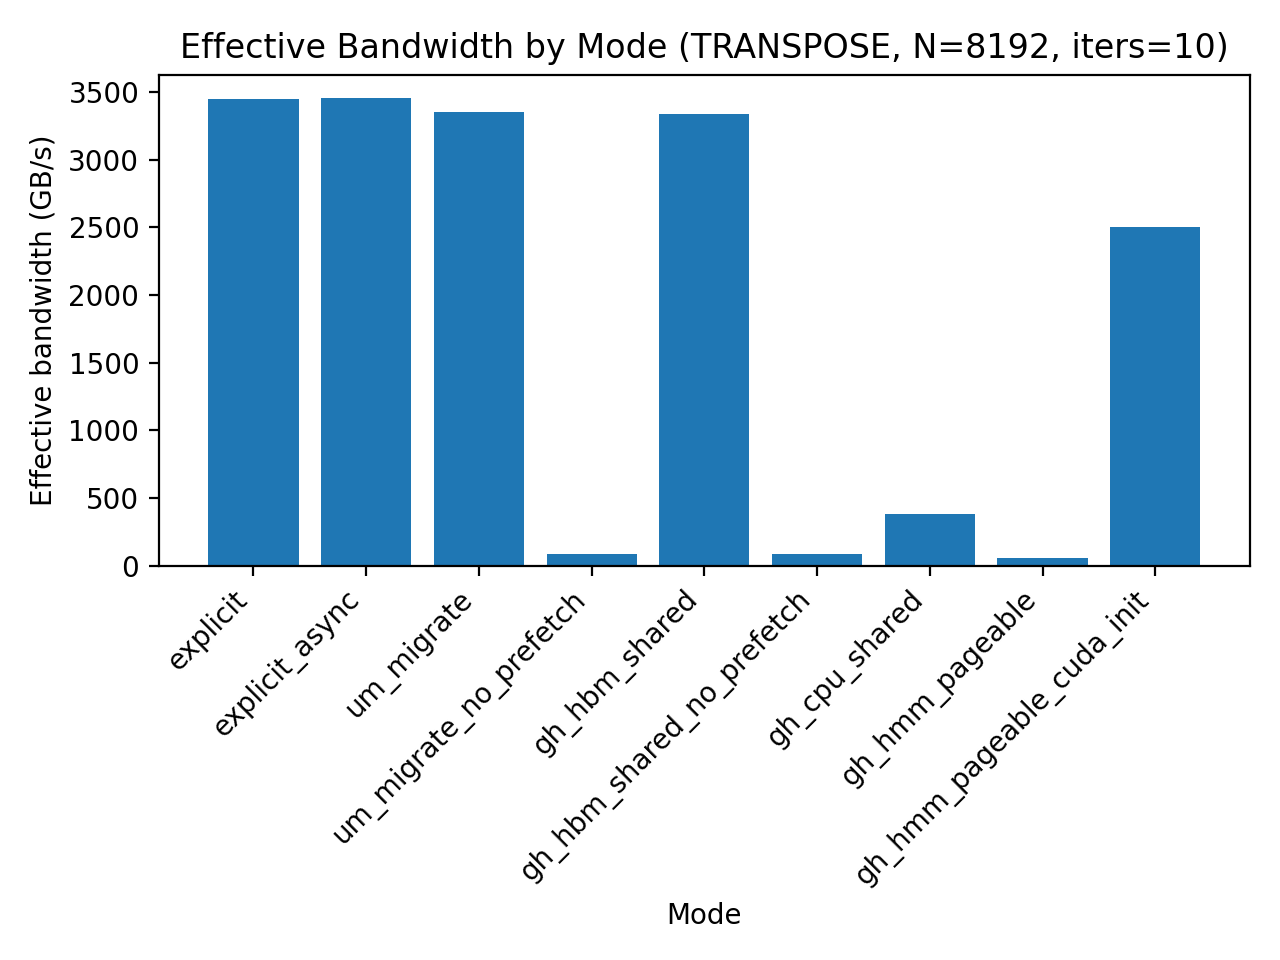 Effective Bandwidth by Mode (TRANSPOSE, N=8192, iters=10)
Effective bandwidth (GB/s)
3500
3000
2500
2000
1500
1000
500
0
explicit
explicit_async
um_migrate
um_migrate_no_prefetch
gh_hbm_shared
gh_hbm_shared_no_prefetch
gh_cpu_shared
gh_hmm_pageable
gh_hmm_pageable_cuda_init
Mode